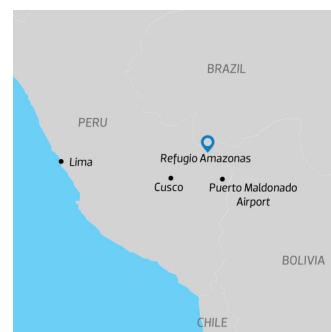 BRAZIL
PERU
Refugio Amazonas
Lima
Cusco
Puerto Maldonado
Airport
BOLIVIA
CHILE